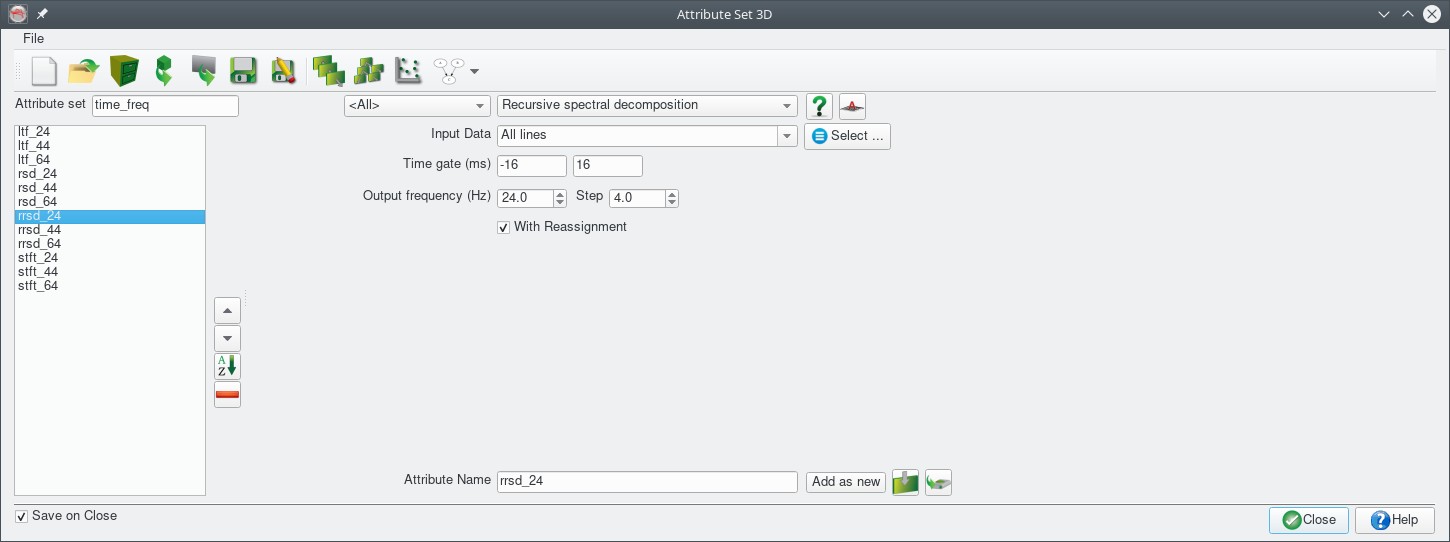 Attribute Set 3D
File
Attribute set time_freq <All> Recursive spectral decomposition
Input Data All lines Select ...
Time gate (ms) -16 16
Output frequency (Hz) 24.0 Step 4.0
With Reassignment
ltf_24
ltf_44
ltf_64
rsd_24
rsd_44
rsd_64
rrsd_24
rrsd_44
rrsd_64
stft_24
stft_44
stft_64
A
Z
Attribute Name rrsd_24 Add as new
Save on Close
Close Help